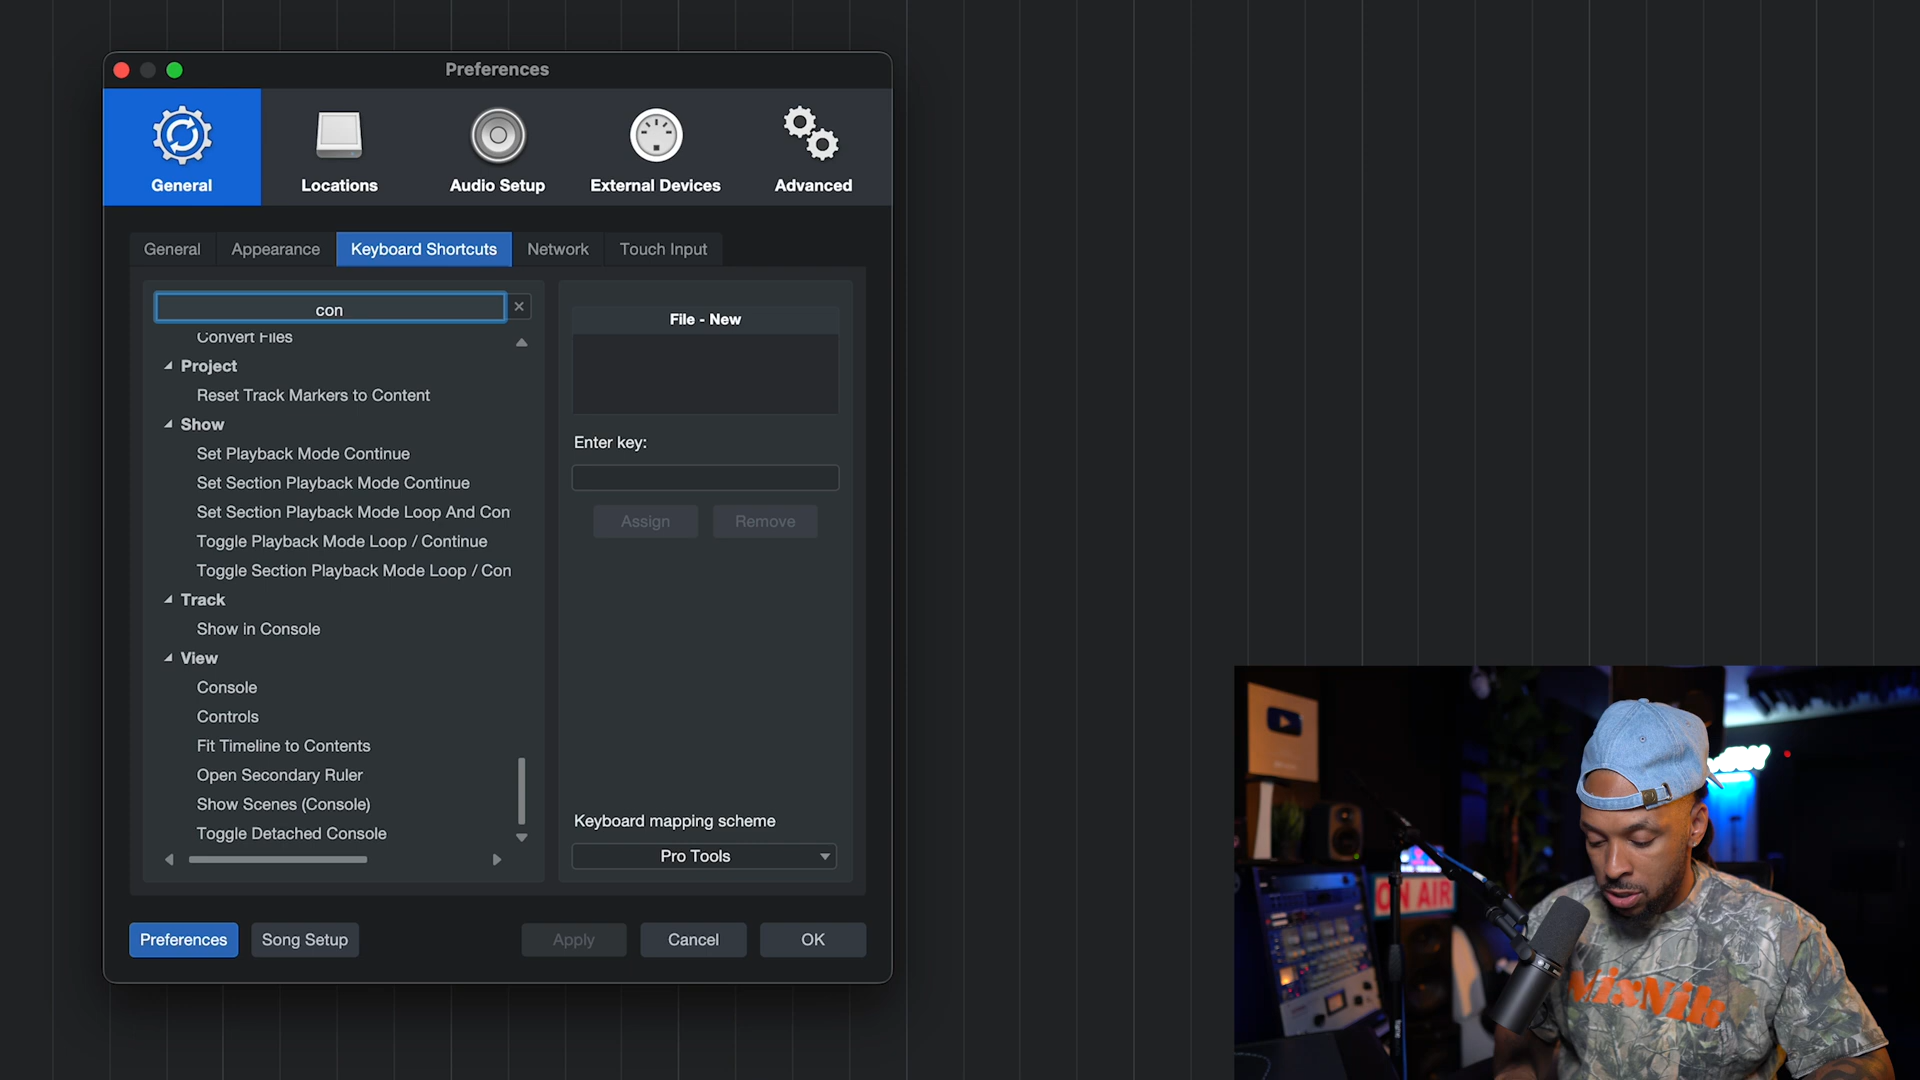 Preferences
General
Locations
Audio Setup
External Devices
Advanced
General
Appearance
Keyboard Shortcuts
Network
Touch Input
con
Convert Files
Project
Reset Track Markers to Content
Show
Set Playback Mode Continue
Set Section Playback Mode Continue
Set Section Playback Mode Loop And Con
Toggle Playback Mode Loop / Continue
Toggle Section Playback Mode Loop / Con
Track
Show in Console
View
Console
Controls
Fit Timeline to Contents
Open Secondary Ruler
Show Scenes (Console)
Toggle Detached Console
File - New
Enter key:
Assign
Remove
Keyboard mapping scheme
Pro Tools
Preferences
Song Setup
Apply
Cancel
OK
ON AIR
MixNik